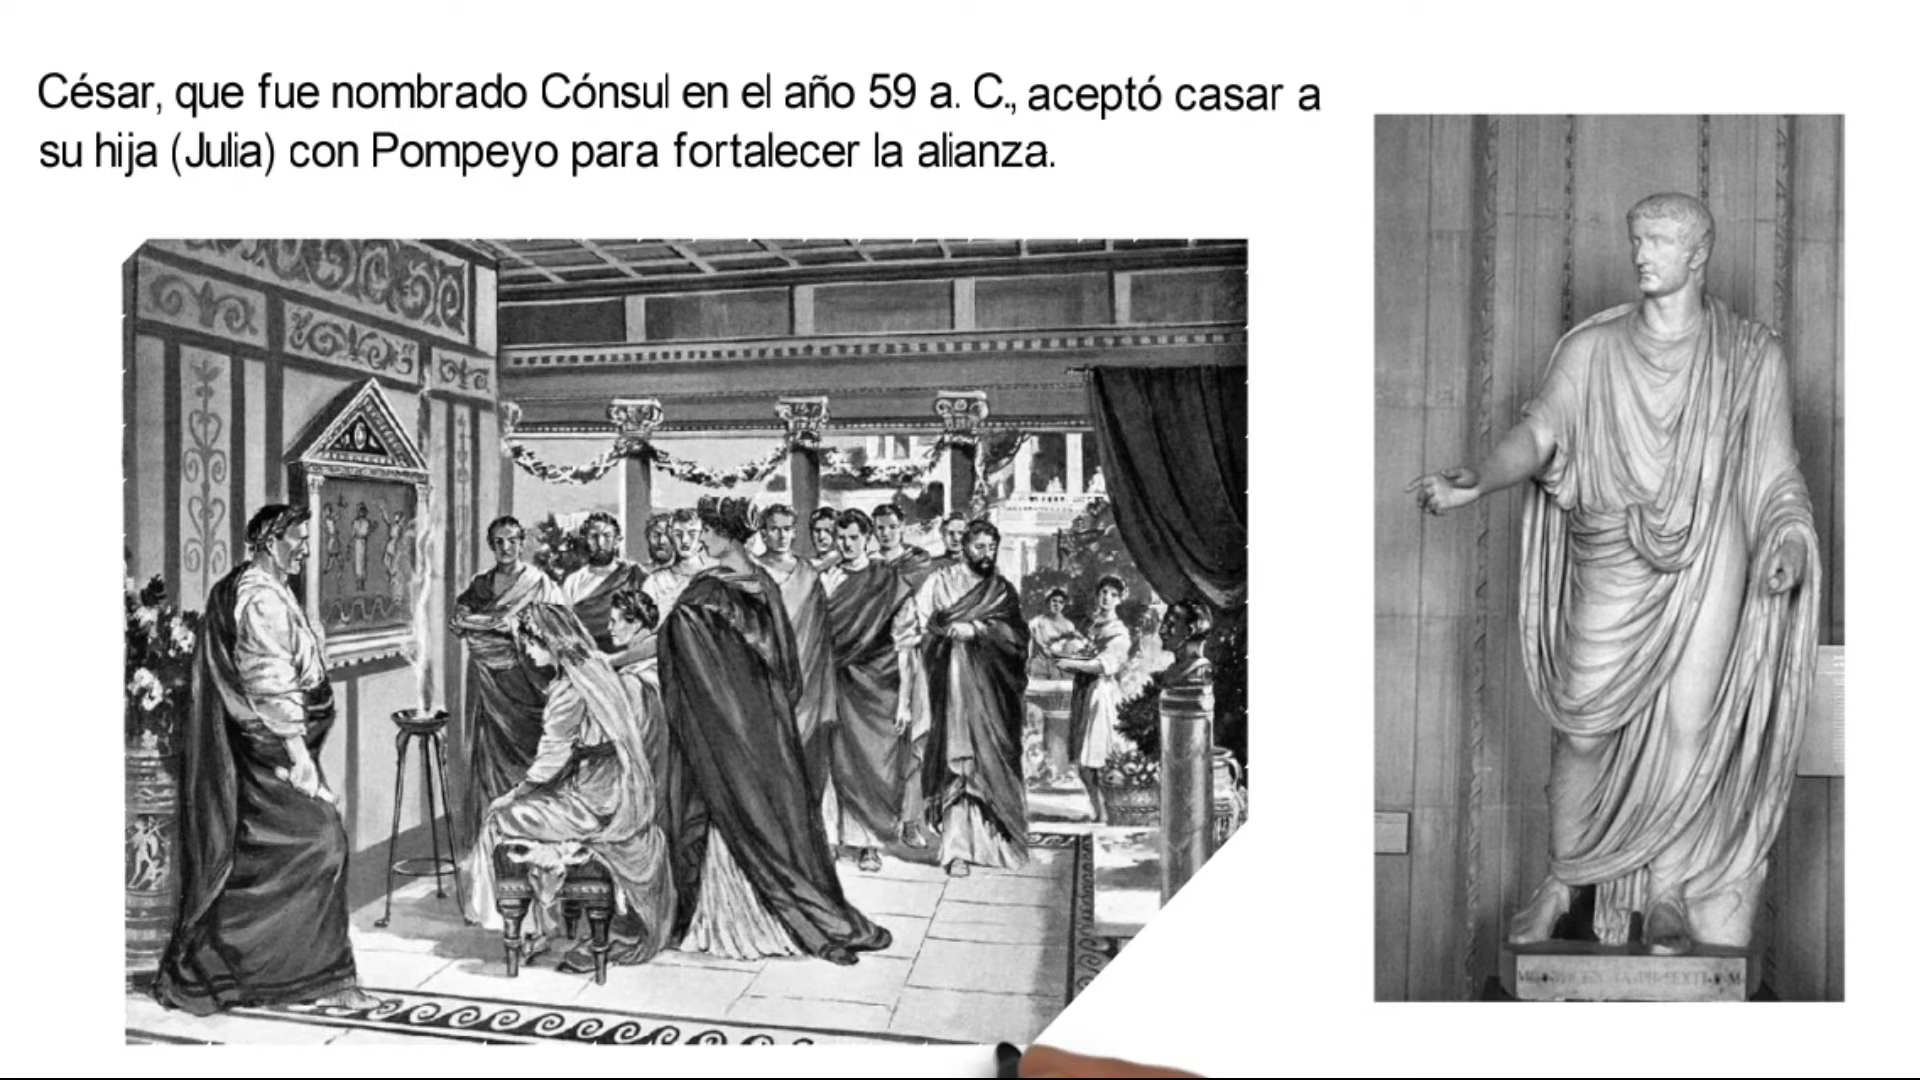 César, que fue nombrado Cónsul en el año 59 a. C., aceptó casar a
su hija (Julia) con Pompeyo para fortalecer la alianza.